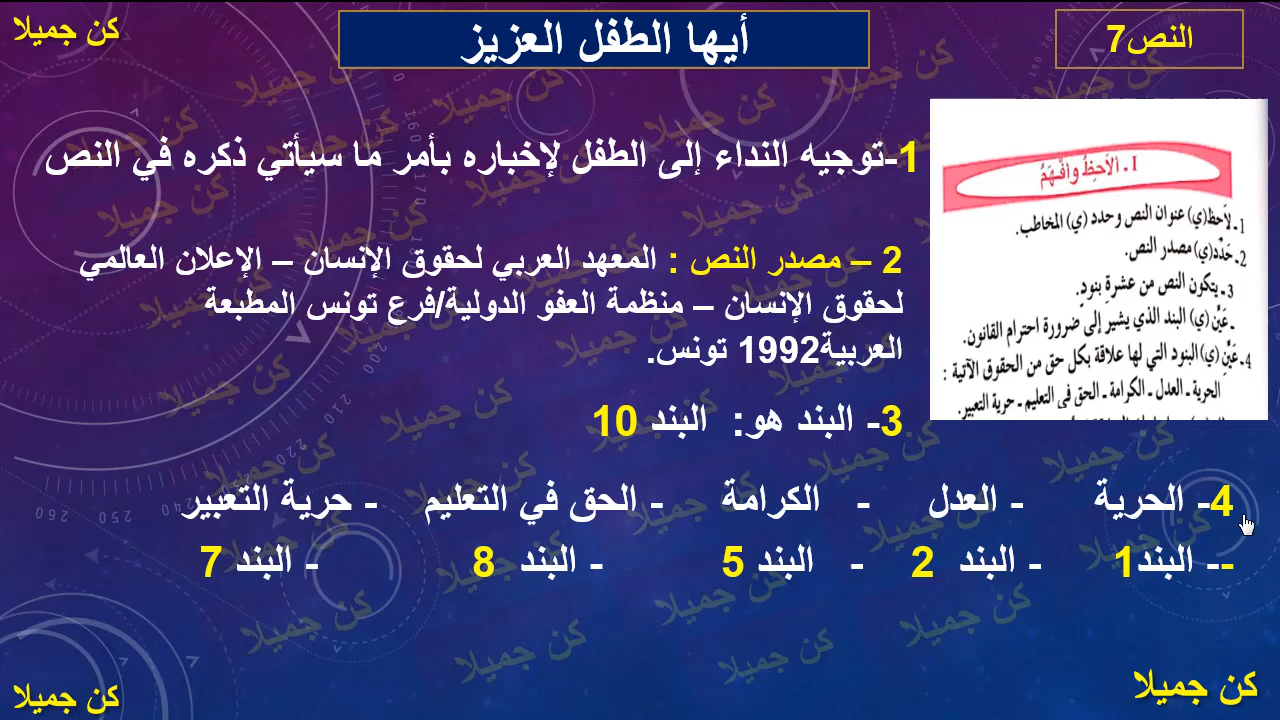 كن جميلا
أيها الطفل العزيز
النص7
1-توجيه النداء إلى الطفل لإخباره بأمر ما سيأتي ذكره في النص
I - ألاحظ وأفهم
1 - لاحظ(ي) عنوان النص وحدد (ي) المخاطب.
2 - حدد(ي) مصدر النص.
3 - يتكون النص من عشرة بنود.
- عين (ي) البند الذي يشير إلى ضرورة احترام القانون.
4 - عين (ي) البنود التي لها علاقة بكل حق من الحقوق الآتية :
الحرية - العدل - الكرامة - الحق في التعليم - حرية التعبير.
2 – مصدر النص : المعهد العربي لحقوق الإنسان – الإعلان العالمي
لحقوق الإنسان – منظمة العفو الدولية/فرع تونس المطبعة
العربية1992 تونس.
3- البند هو: البند 10
4- الحرية - العدل - الكرامة - الحق في التعليم - حرية التعبير
-- البند1 - البند 2 - البند 5 - البند 8 - البند 7
كن جميلا
كن جميلا